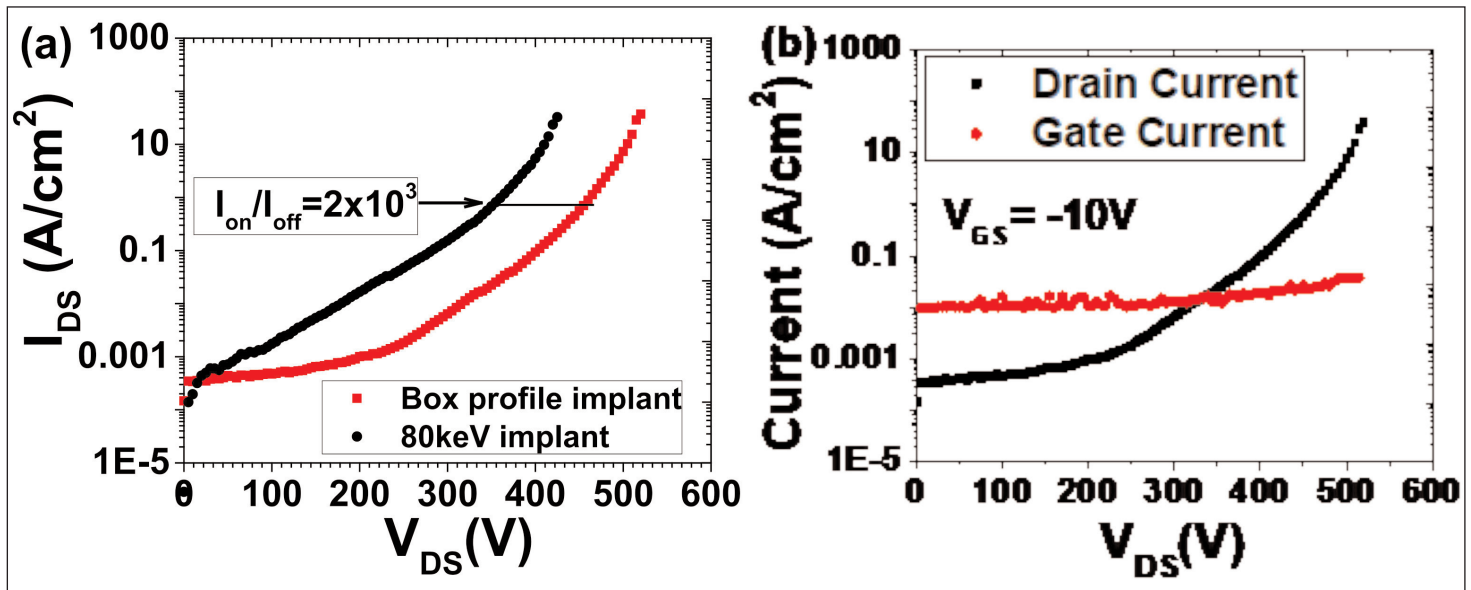 (a)
1000
10
0.1
0.001
1E-5
I_DS (A/cm²)
I_on/I_off=2x10³
Box profile implant
80keV implant
0 100 200 300 400 500 600
V_DS(V)
(b)
1000
10
0.1
0.001
1E-5
Current (A/cm²)
Drain Current
Gate Current
V_GS= -10V
0 100 200 300 400 500 600
V_DS(V)